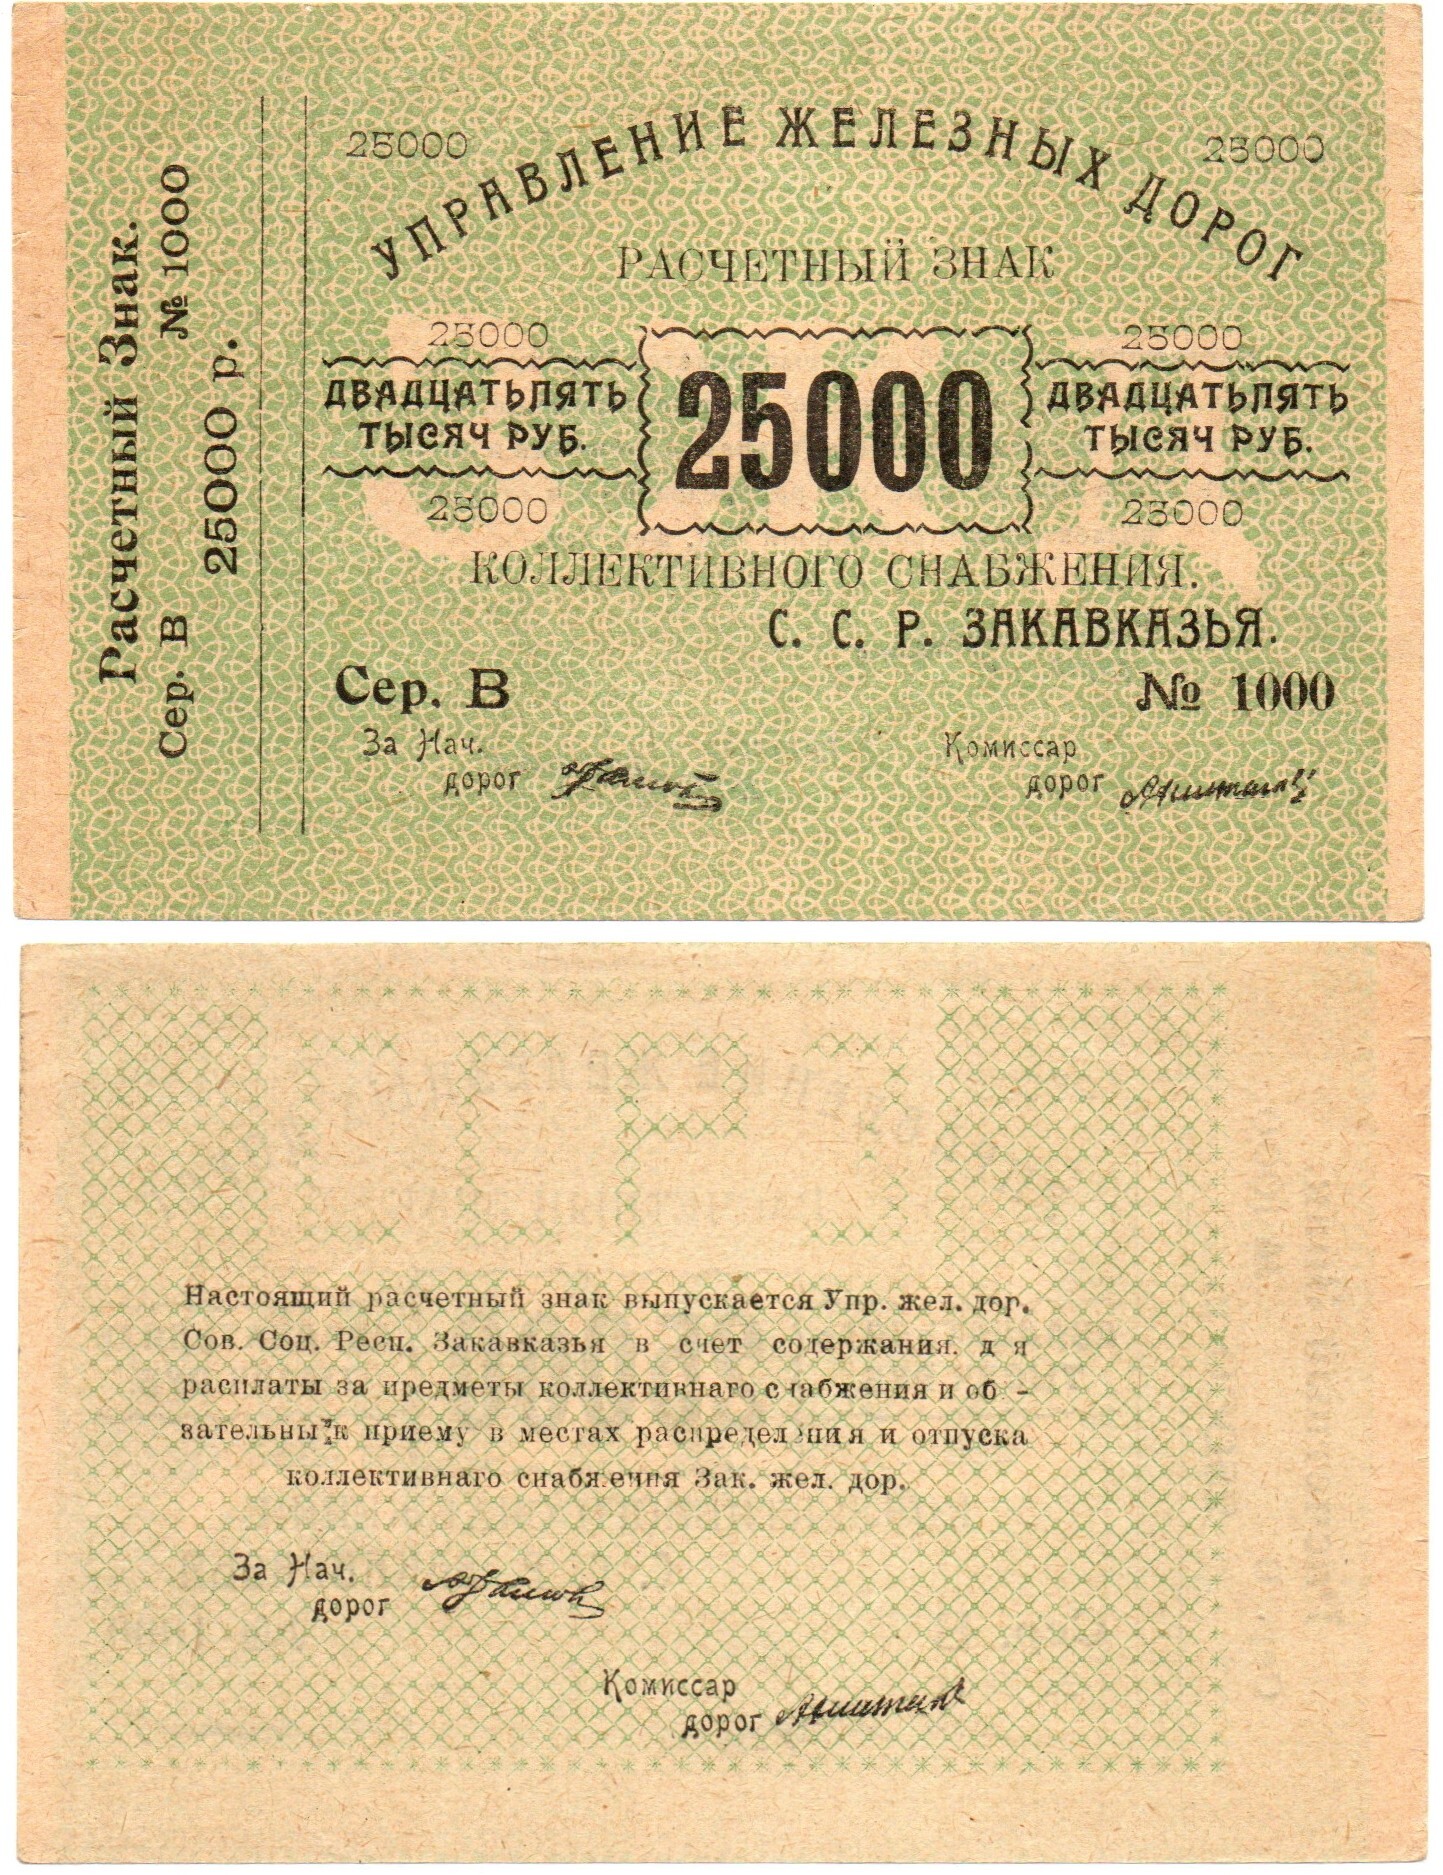 Расчетный Знак.
Сер. В № 1000
25000 р.
25000 25000
УПРАВЛЕНИЕ ЖЕЛЕЗНЫХ ДОРОГ
РАСЧЕТНЫЙ ЗНАК
25000 25000
ДВАДЦАТЬПЯТЬ
ТЫСЯЧ РУБ.
25000
ДВАДЦАТЬПЯТЬ
ТЫСЯЧ РУБ.
25000 25000
КОЛЛЕКТИВНОГО СНАБЖЕНИЯ.
С. С. Р. ЗАКАВКАЗЬЯ.
Сер. В № 1000
За Нач.
дорог
Комиссар
дорог
Настоящий расчетный знак выпускается Упр. жел. дор.
Сов. Соц. Респ. Закавказья в счет содержания. д я
расплаты за предметы коллективнаго снабжения и об -
зательны к приему в местах распределения и отпуска
коллективнаго снабжения Зак. жел. дор.
За Нач.
дорог
Комиссар
дорог